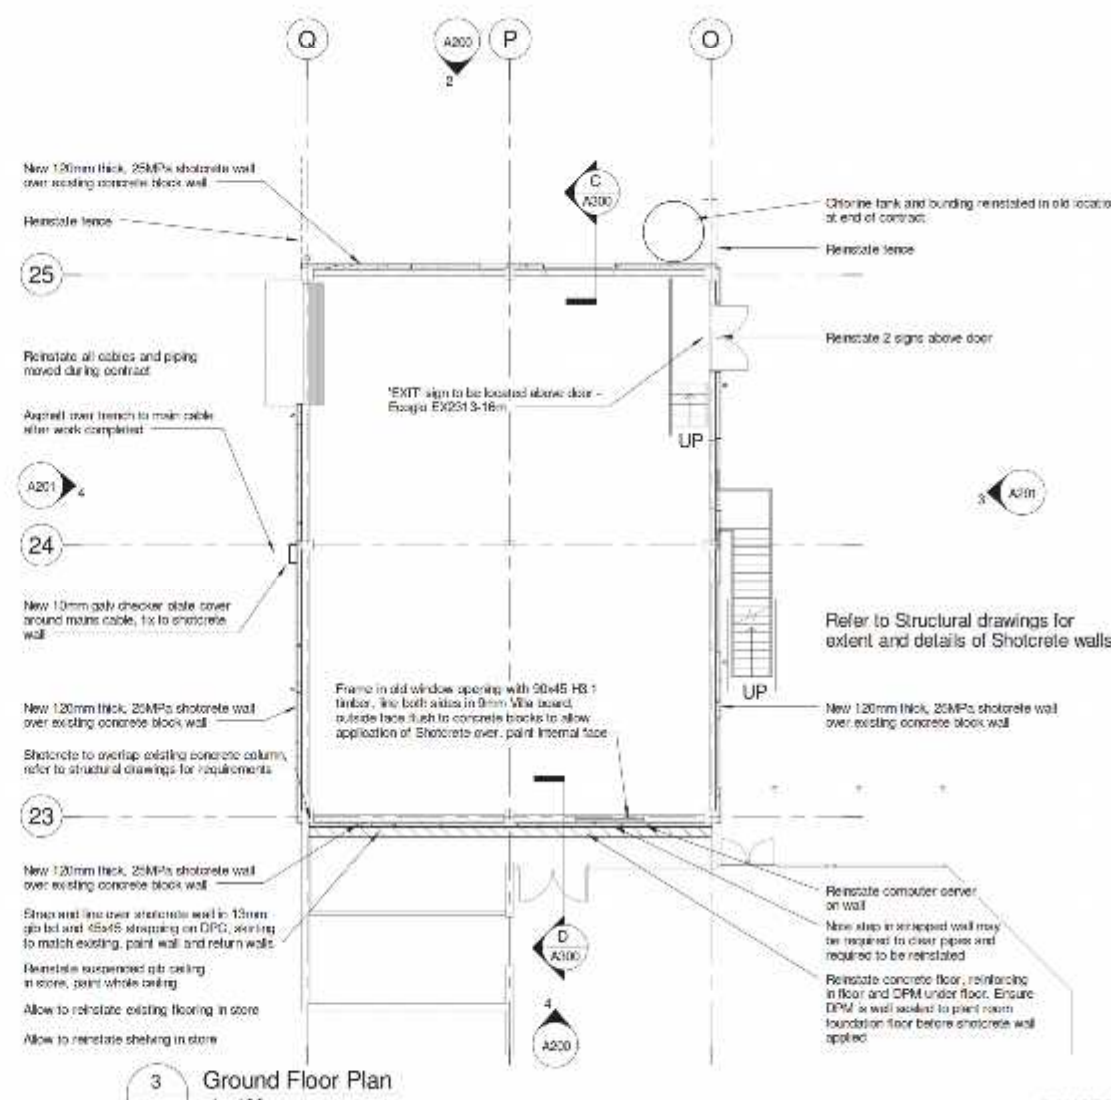 Q
A200
2
P
O
New 120mm thick, 25MPa shotcrete wall
over existing concrete block wall
C
A300
Chlorine tank and bunding reinstated in old locatio
at end of contract
Reinstate fence
Reinstate fence
25
Reinstate 2 signs above door
Reinstate all cables and piping
moved during contract
'EXIT' sign to be located above door -
EX2313-16m
Asphalt over trench to main cable
after work completed
UP
A201
4
3
A201
24
New 10mm galv checker plate cover
around mains cable, fix to shotcrete
wall
Refer to Structural drawings for
extent and details of Shotcrete walls
Frame in old window opening with 90x45 H3.1
timber, line both sides in 9mm Villa board,
outside face flush to concrete blocks to allow
application of Shotcrete over, paint internal face
UP
New 120mm thick, 25MPa shotcrete wall
over existing concrete block wall
New 120mm thick, 25MPa shotcrete wall
over existing concrete block wall
Shotcrete to overlap existing concrete column,
refer to structural drawings for requirements
23
New 120mm thick, 25MPa shotcrete wall
over existing concrete block wall
Reinstate computer server
on wall
Strap and line over shotcrete wall in 13mm
gib bd and 45x45 strapping on DPC, skirting
to match existing, paint wall and return walls
Note step in strapped wall may
be required to clear pipes and
required to be reinstated
D
A300
Reinstate suspended gib ceiling
in store, paint whole ceiling
Reinstate concrete floor, reinforcing
in floor and DPM under floor. Ensure
DPM is well sealed to plant room
foundation floor before shotcrete wall
applied
Allow to reinstate existing flooring in store
4
A200
Allow to reinstate shelving in store
3
Ground Floor Plan